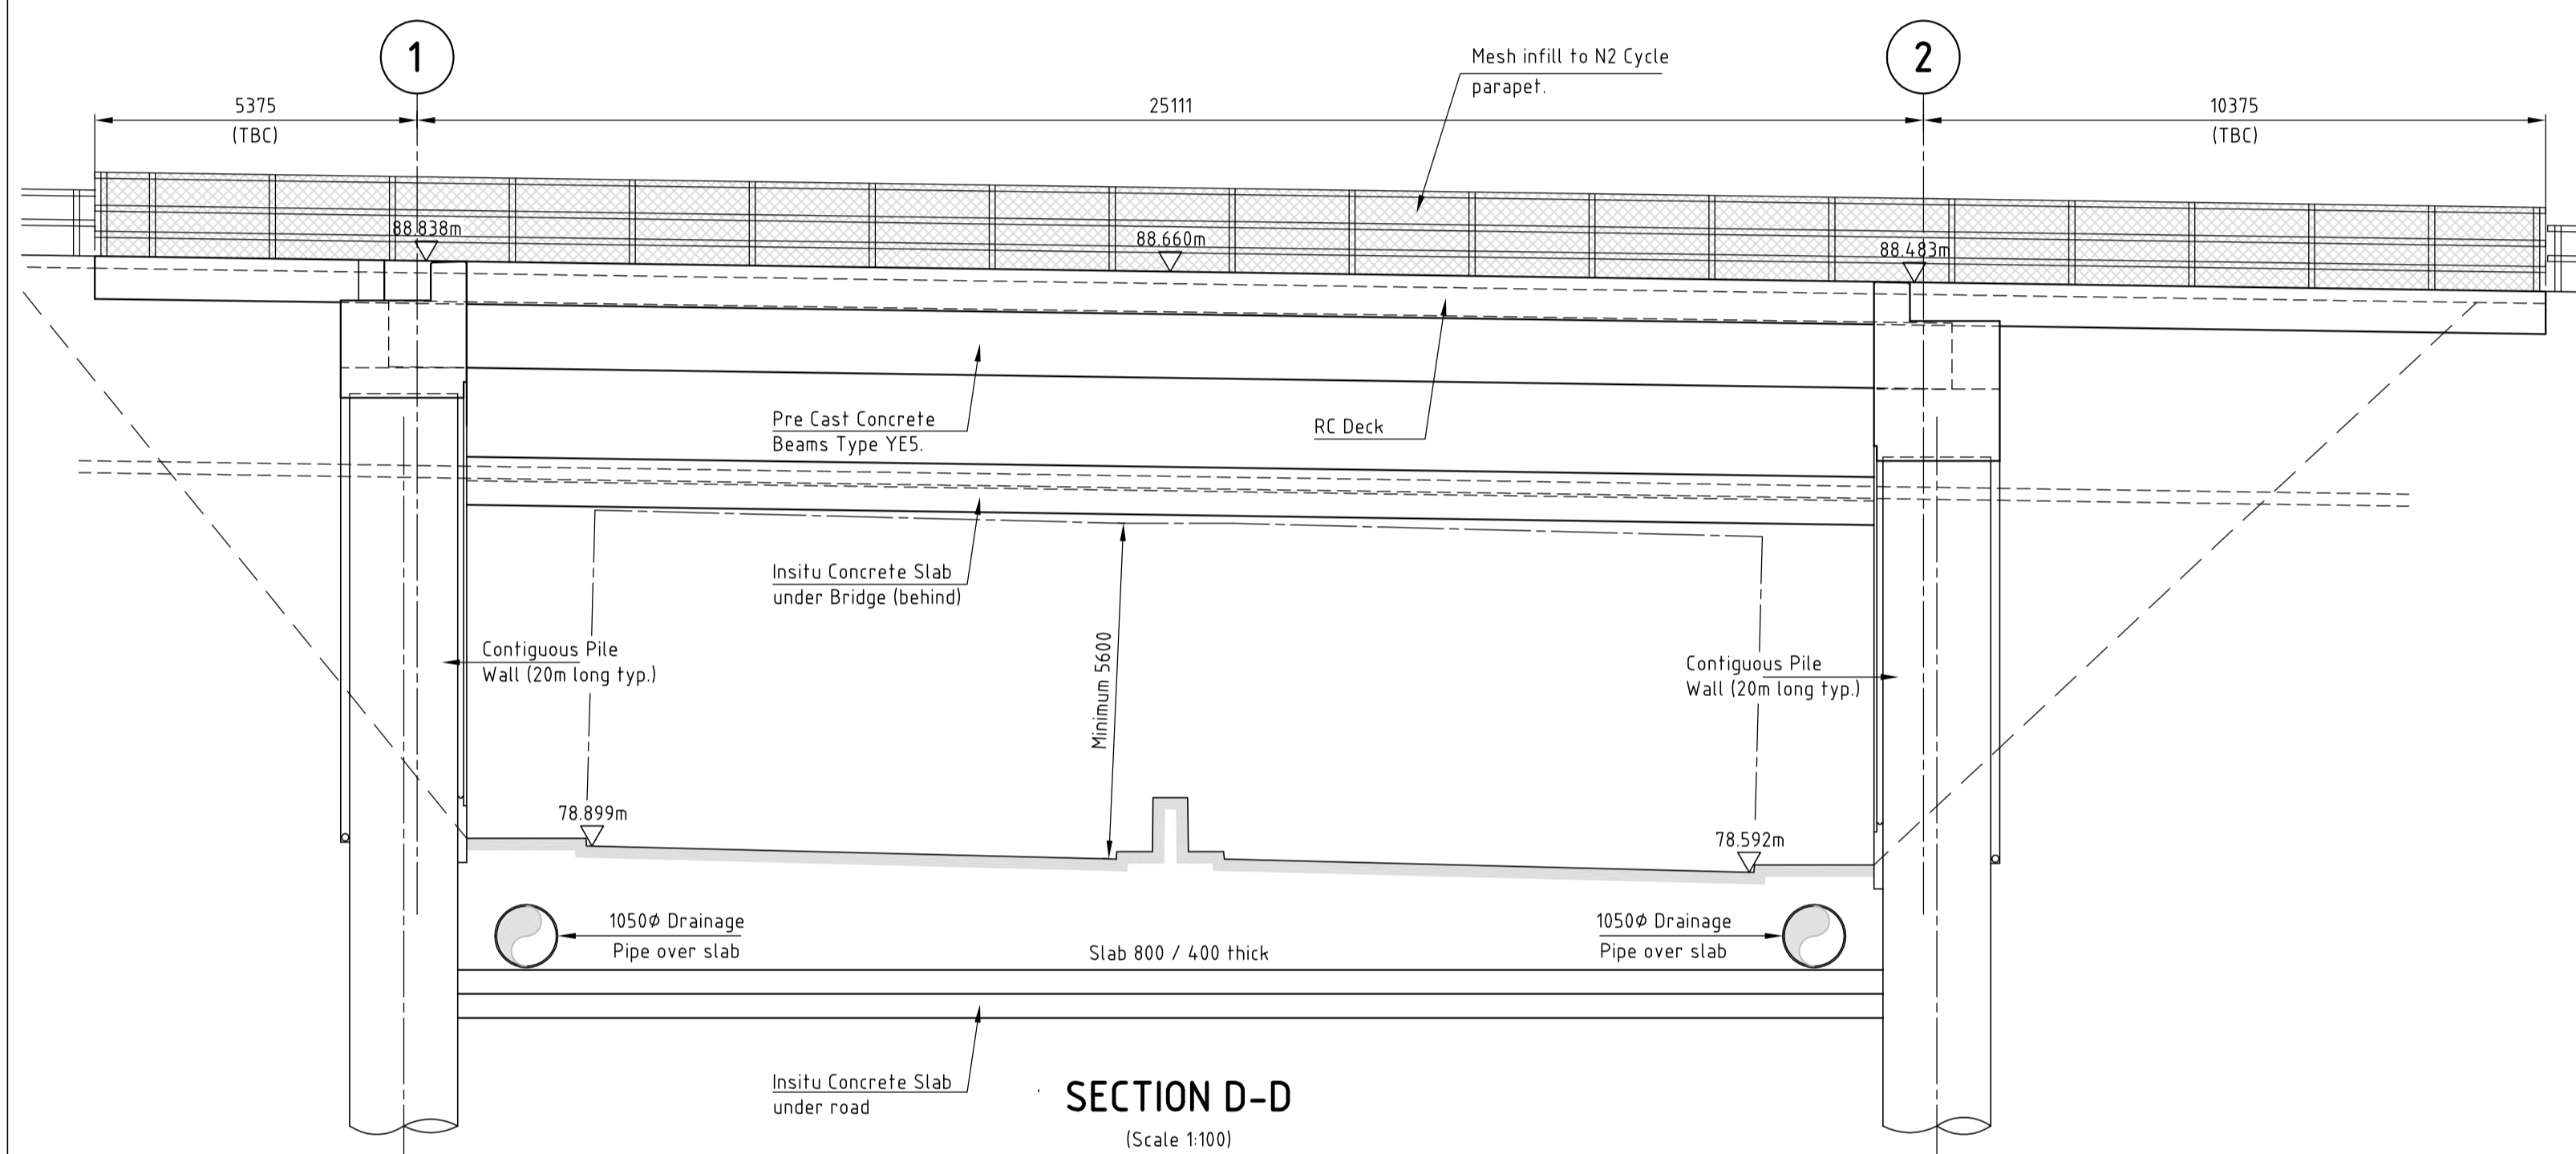 1
2
Mesh infill to N2 Cycle
parapet.
5375
(TBC)
25111
10375
(TBC)
88.838m
88.660m
88.483m
Pre Cast Concrete
Beams Type YE5.
RC Deck
Insitu Concrete Slab
under Bridge (behind)
Contiguous Pile
Wall (20m long typ.)
Minimum 5600
Contiguous Pile
Wall (20m long typ.)
78.899m
78.592m
1050Ø Drainage
Pipe over slab
Slab 800 / 400 thick
1050Ø Drainage
Pipe over slab
Insitu Concrete Slab
under road
SECTION D-D
(Scale 1:100)